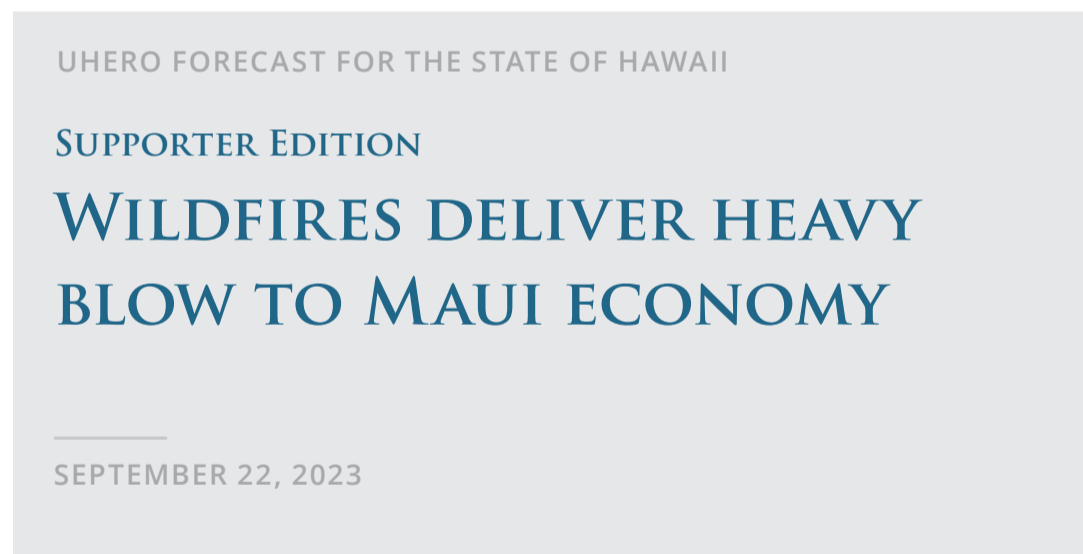 UHERO FORECAST FOR THE STATE OF HAWAII
Supporter Edition
Wildfires deliver heavy
blow to Maui economy
SEPTEMBER 22, 2023